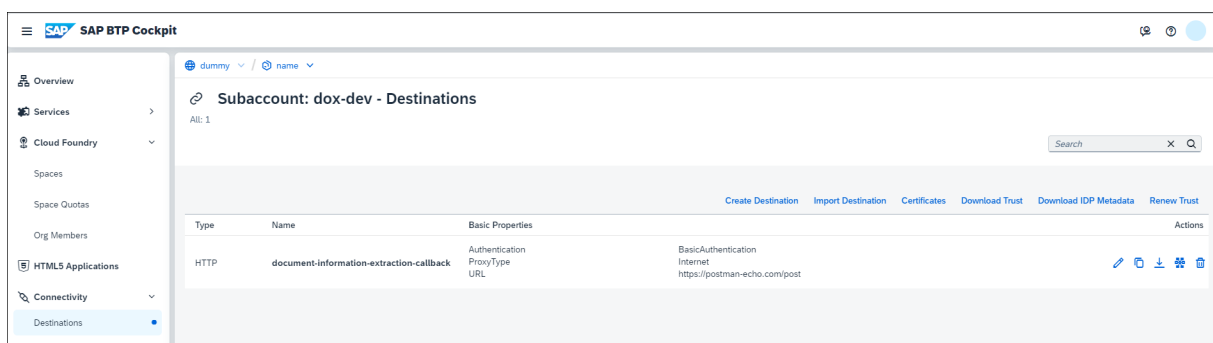 SAP SAP BTP Cockpit
dummy / name
Overview
Services
Cloud Foundry
Spaces
Space Quotas
Org Members
HTML5 Applications
Connectivity
Destinations
Subaccount: dox-dev - Destinations
All: 1
Search
Create Destination Import Destination Certificates Download Trust Download IDP Metadata Renew Trust
Type Name Basic Properties Actions
HTTP document-information-extraction-callback
Authentication BasicAuthentication
ProxyType Internet
URL https://postman-echo.com/post